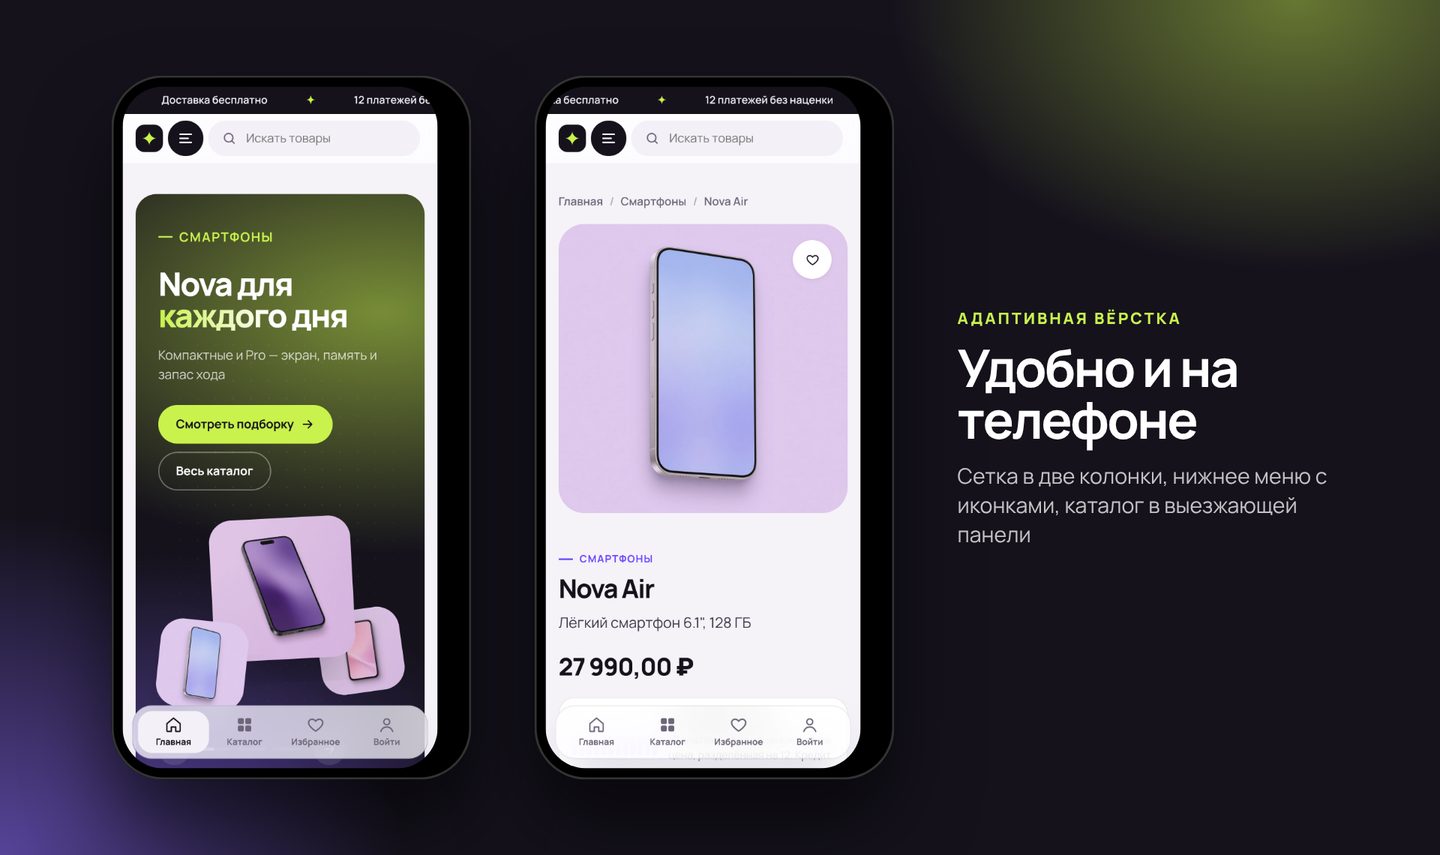 Доставка бесплатно ✦ 12 платежей бе
Искать товары
СМАРТФОНЫ
Nova для
каждого дня
Компактные и Pro — экран, память и
запас хода
Смотреть подборку →
Весь каталог
Главная Каталог Избранное Войти
а бесплатно ✦ 12 платежей без наценки
Искать товары
Главная / Смартфоны / Nova Air
СМАРТФОНЫ
Nova Air
Лёгкий смартфон 6.1", 128 ГБ
27 990,00 ₽
Главная Каталог Избранное Войти
АДАПТИВНАЯ ВЁРСТКА
Удобно и на
телефоне
Сетка в две колонки, нижнее меню с
иконками, каталог в выезжающей
панели